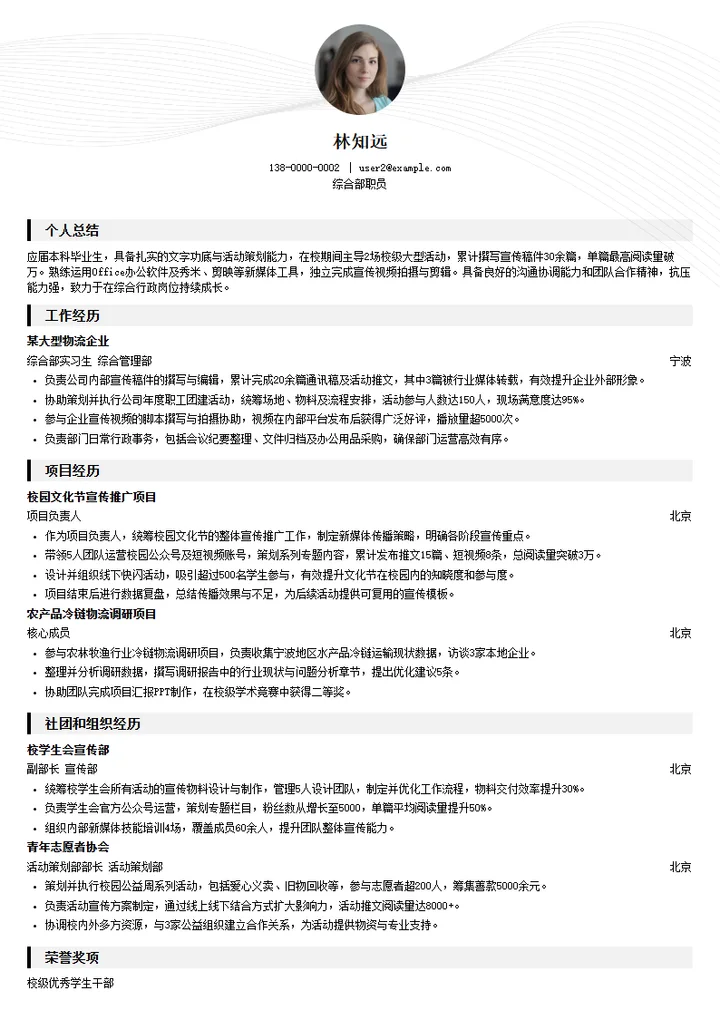 林知远
138-0000-0002 | user2@example.com
综合部职员
个人总结
应届本科毕业生，具备扎实的文字功底与活动策划能力，在校期间主导2场校级大型活动，累计撰写宣传稿件30余篇，单篇最高阅读量破
万。熟练运用Office办公软件及秀米、剪映等新媒体工具，独立完成宣传视频拍摄与剪辑。具备良好的沟通协调能力和团队合作精神，抗压
能力强，致力于在综合行政岗位持续成长。
工作经历
某大型物流企业
综合部实习生 综合管理部 宁波
• 负责公司内部宣传稿件的撰写与编辑，累计完成20余篇通讯稿及活动推文，其中3篇被行业媒体转载，有效提升企业外部形象。
• 协助策划并执行公司年度职工团建活动，统筹场地、物料及流程安排，活动参与人数达150人，现场满意度达95%。
• 参与企业宣传视频的脚本撰写与拍摄协助，视频在内部平台发布后获得广泛好评，播放量超5000次。
• 负责部门日常行政事务，包括会议纪要整理、文件归档及办公用品采购，确保部门运营高效有序。
项目经历
校园文化节宣传推广项目
项目负责人 北京
• 作为项目负责人，统筹校园文化节的整体宣传推广工作，制定新媒体传播策略，明确各阶段宣传重点。
• 带领5人团队运营校园公众号及短视频账号，策划系列专题内容，累计发布推文15篇、短视频8条，总阅读量突破3万。
• 设计并组织线下快闪活动，吸引超过500名学生参与，有效提升文化节在校园内的知晓度和参与度。
• 项目结束后进行数据复盘，总结传播效果与不足，为后续活动提供可复用的宣传模板。
农产品冷链物流调研项目
核心成员 北京
• 参与农林牧渔行业冷链物流调研项目，负责收集宁波地区水产品冷链运输现状数据，访谈3家本地企业。
• 整理并分析调研数据，撰写调研报告中的行业现状与问题分析章节，提出优化建议5条。
• 协助团队完成项目汇报PPT制作，在校级学术竞赛中获得二等奖。
社团和组织经历
校学生会宣传部
副部长 宣传部 北京
• 统筹校学生会所有活动的宣传物料设计与制作，管理5人设计团队，制定并优化工作流程，物料交付效率提升30%。
• 负责学生会官方公众号运营，策划专题栏目，粉丝数从增长至5000，单篇平均阅读量提升50%。
• 组织内部新媒体技能培训4场，覆盖成员60余人，提升团队整体宣传能力。
青年志愿者协会
活动策划部部长 活动策划部 北京
• 策划并执行校园公益周系列活动，包括爱心义卖、旧物回收等，参与志愿者超200人，筹集善款5000余元。
• 负责活动宣传方案制定，通过线上线下结合方式扩大影响力，活动推文阅读量达8000+。
• 协调校内外多方资源，与3家公益组织建立合作关系，为活动提供物资与专业支持。
荣誉奖项
校级优秀学生干部